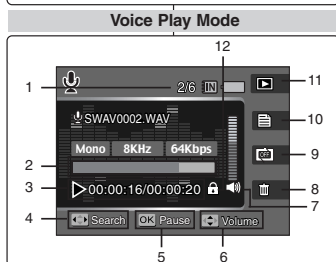 Voice Play Mode
12
1
2/6 IN
11
SWAV0002.WAV
10
Mono 8KHz 64Kbps
OFF
9
2
3
00:00:16/00:00:20
8
7
4
Search OK Pause Volume
5
6